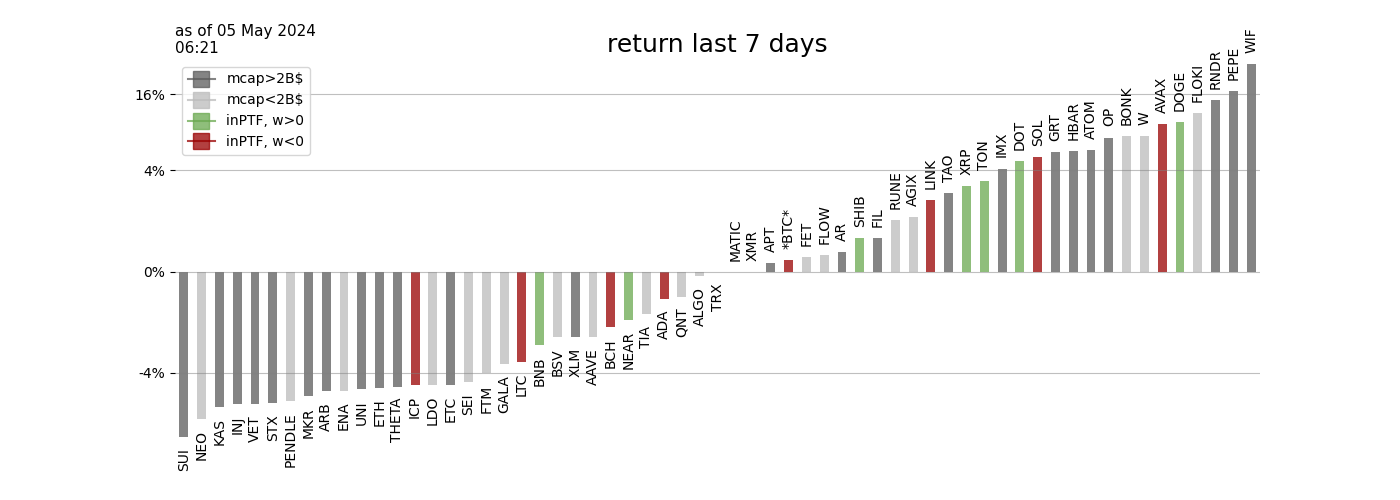 as of 05 May 2024
06:21
return last 7 days
mcap>2B$
mcap<2B$
inPTF, w>0
inPTF, w<0
16%
4%
0%
-4%
SUI
NEO
KAS
INJ
VET
STX
PENDLE
MKR
ARB
ENA
UNI
ETH
THETA
ICP
LDO
ETC
SEI
FTM
GALA
LTC
BNB
BSV
XLM
AAVE
BCH
NEAR
TIA
ADA
QNT
ALGO
TRX
MATIC
XMR
APT
*BTC*
FET
FLOW
AR
SHIB
FIL
RUNE
AGIX
LINK
TAO
XRP
TON
IMX
DOT
SOL
GRT
HBAR
ATOM
OP
BONK
W
AVAX
DOGE
FLOKI
RNDR
PEPE
WIF